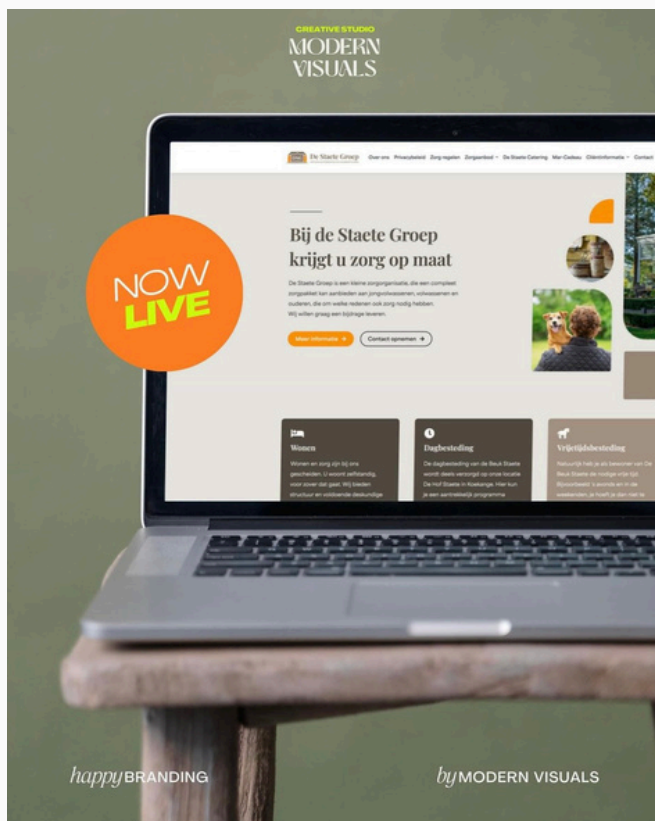 CREATIVE STUDIO
MODERN
VISUALS
De Staete Groep
Over ons Privacybeleid Zorg regelen Zorgaanbod De Staete Catering Mar-Cadeau Cliëntinformatie Contact
Bij de Staete Groep
krijgt u zorg op maat
De Staete Groep is een kleine zorgorganisatie, die een compleet
zorgpakket kan aanbieden aan jongvolwassenen, volwassenen en
ouderen, die om welke redenen ook zorg nodig hebben.
Wij willen graag een bijdrage leveren.
Meer informatie → Contact opnemen →
NOW
LIVE
Wonen
Wonen en zorg zijn bij ons
gescheiden. U woont zelfstandig,
voor zover dat gaat. Wij bieden
structuur en voldoende deskundige
Dagbesteding
De dagbesteding van de Beuk Staete
wordt deels verzorgd op onze locatie
De Hof Staete in Koekange. Hier kun
je een aantrekkelijk programma
Vrijetijdsbesteding
Natuurlijk heb je als bewoner van De
Beuk Staete de nodige vrije tijd.
Bijvoorbeeld 's avonds en in de
weekenden, je hoeft je dan niet te
happy BRANDING
by MODERN VISUALS